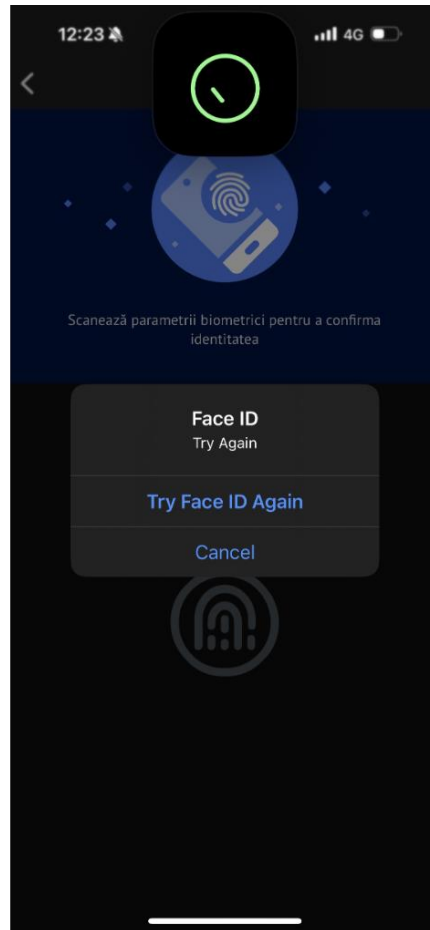 12:23
4G
Scanează parametrii biometrici pentru a confirma
identitatea
Face ID
Try Again
Try Face ID Again
Cancel